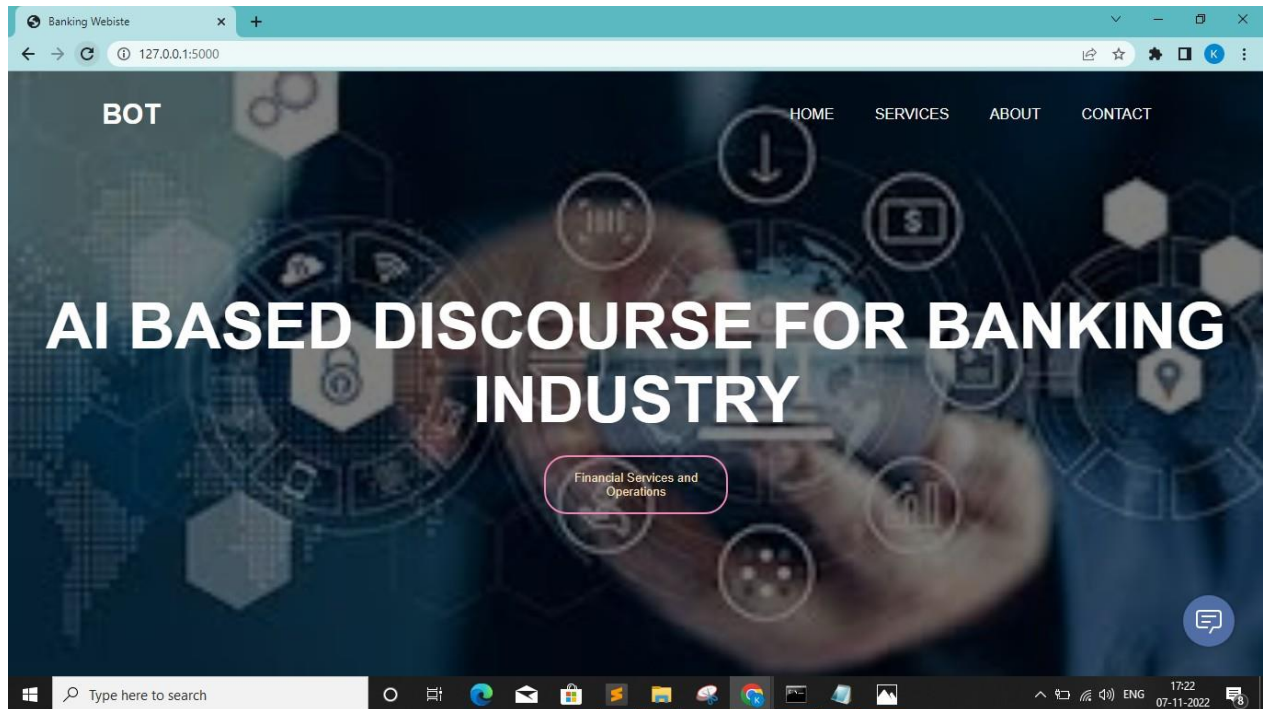 Banking Webiste
127.0.0.1:5000
K
BOT
HOME SERVICES ABOUT CONTACT
$
AI BASED DISCOURSE FOR BANKING
INDUSTRY
Financial Services and
Operations
Type here to search
K
ENG
17:22
07-11-2022
8